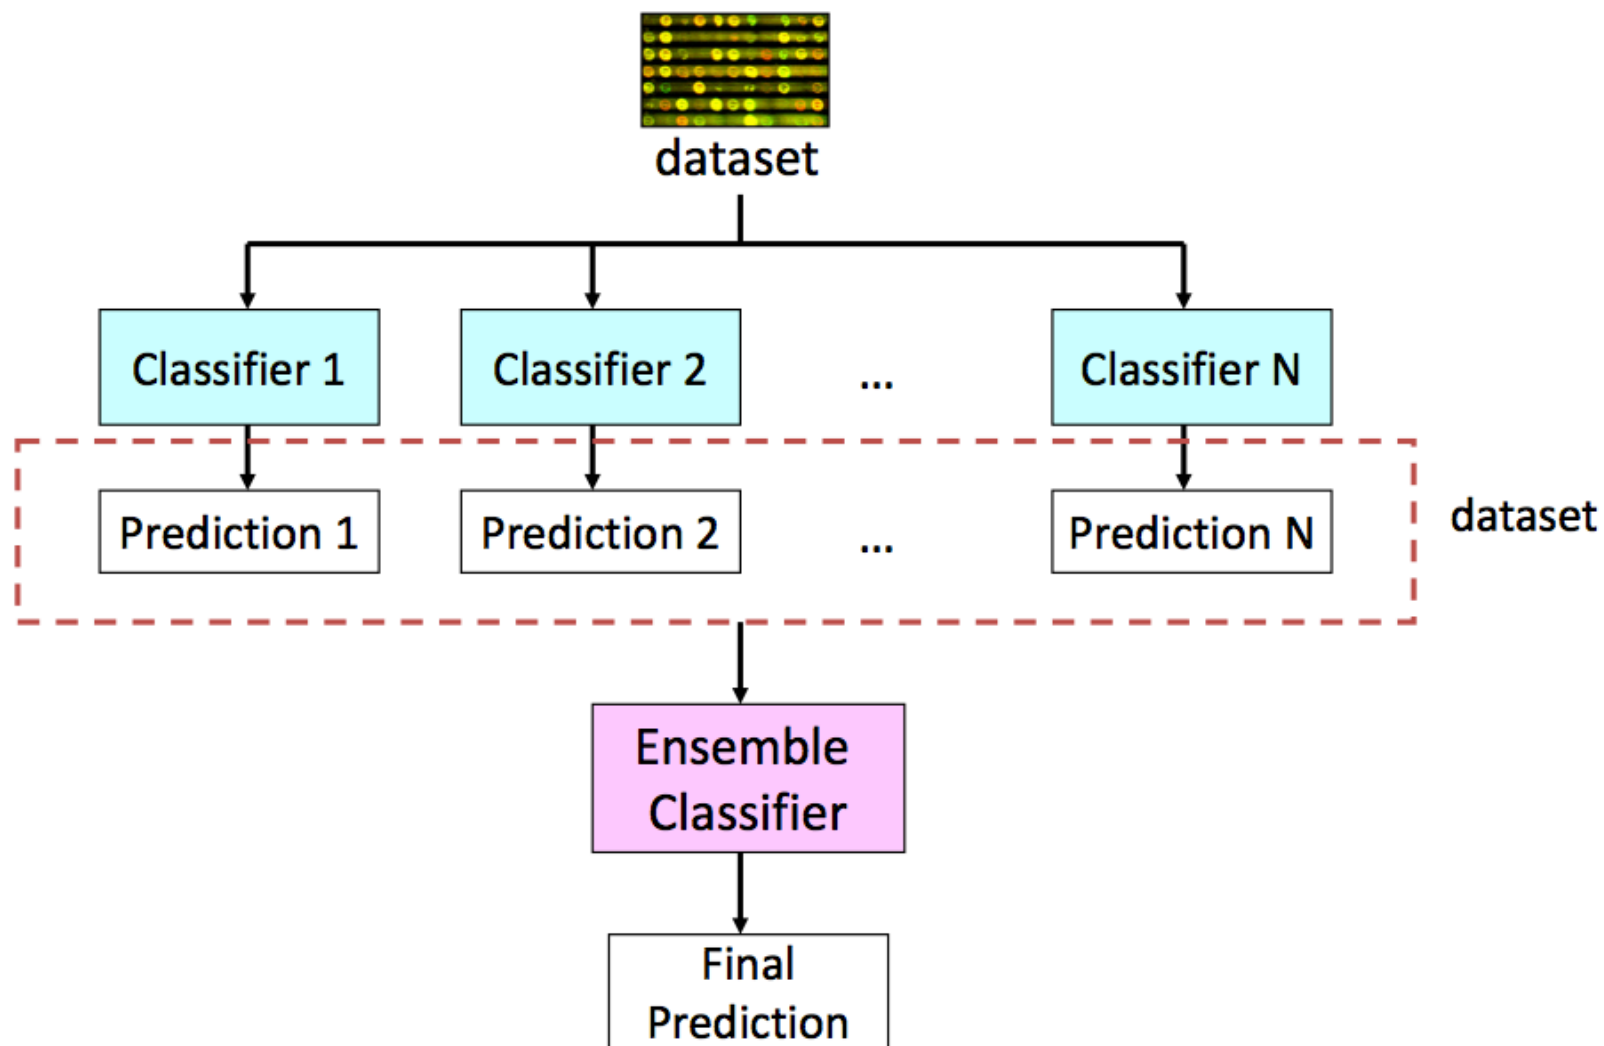 dataset
Classifier 1
Classifier 2
...
Classifier N
Prediction 1
Prediction 2
...
Prediction N
dataset
Ensemble
Classifier
Final
Prediction